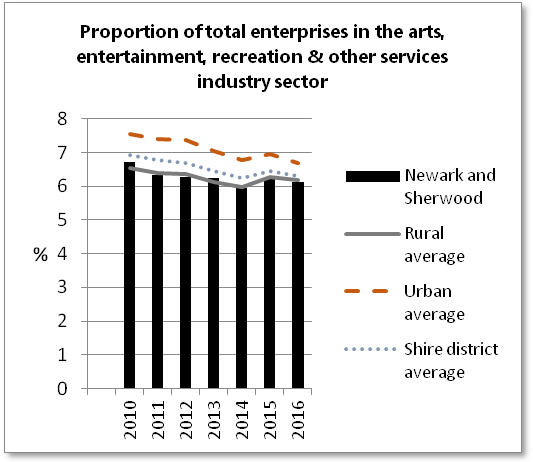 Proportion of total enterprises in the arts,
entertainment, recreation & other services
industry sector
8
7
6
5
4
3
2
1
0
%
2010
2011
2012
2013
2014
2015
2016
Newark and
Sherwood
Rural
average
Urban
average
Shire district
average